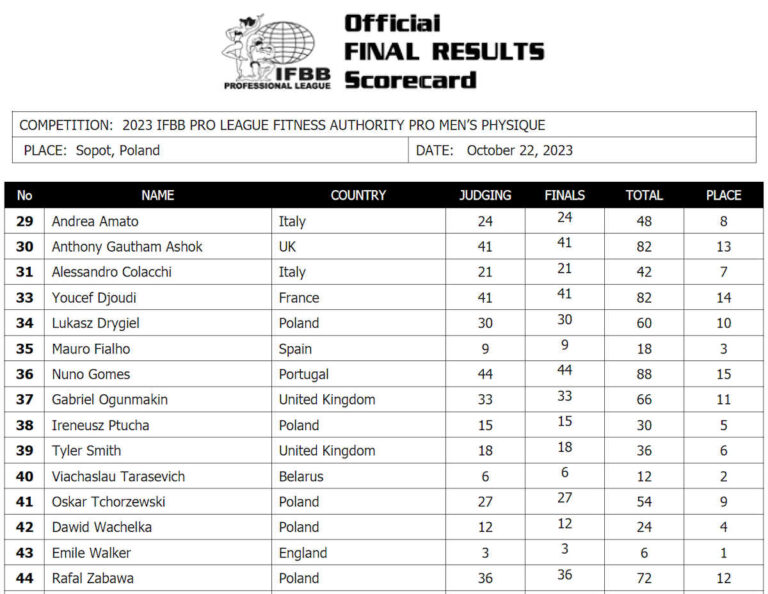 Official
FINAL RESULTS
Scorecard
IFBB
PROFESSIONAL LEAGUE
COMPETITION: 2023 IFBB PRO LEAGUE FITNESS AUTHORITY PRO MEN'S PHYSIQUE
PLACE: Sopot, Poland DATE: October 22, 2023
No NAME COUNTRY JUDGING FINALS TOTAL PLACE
29 Andrea Amato Italy 24 24 48 8
30 Anthony Gautham Ashok UK 41 41 82 13
31 Alessandro Colacchi Italy 21 21 42 7
33 Youcef Djoudi France 41 41 82 14
34 Lukasz Drygiel Poland 30 30 60 10
35 Mauro Fialho Spain 9 9 18 3
36 Nuno Gomes Portugal 44 44 88 15
37 Gabriel Ogunmakin United Kingdom 33 33 66 11
38 Ireneusz Ptucha Poland 15 15 30 5
39 Tyler Smith United Kingdom 18 18 36 6
40 Viachaslau Tarasevich Belarus 6 6 12 2
41 Oskar Tchorzewski Poland 27 27 54 9
42 Dawid Wachelka Poland 12 12 24 4
43 Emile Walker England 3 3 6 1
44 Rafal Zabawa Poland 36 36 72 12